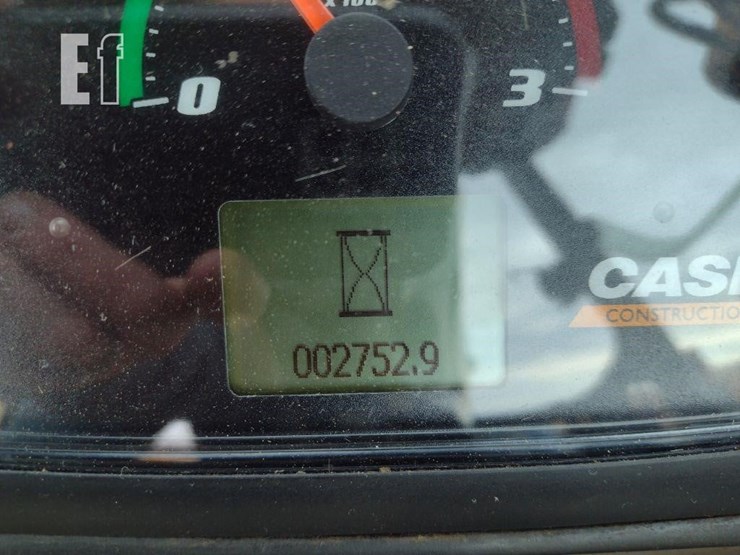 X 100
Ef
0
3
CASE
CONSTRUCTIO
002752.9